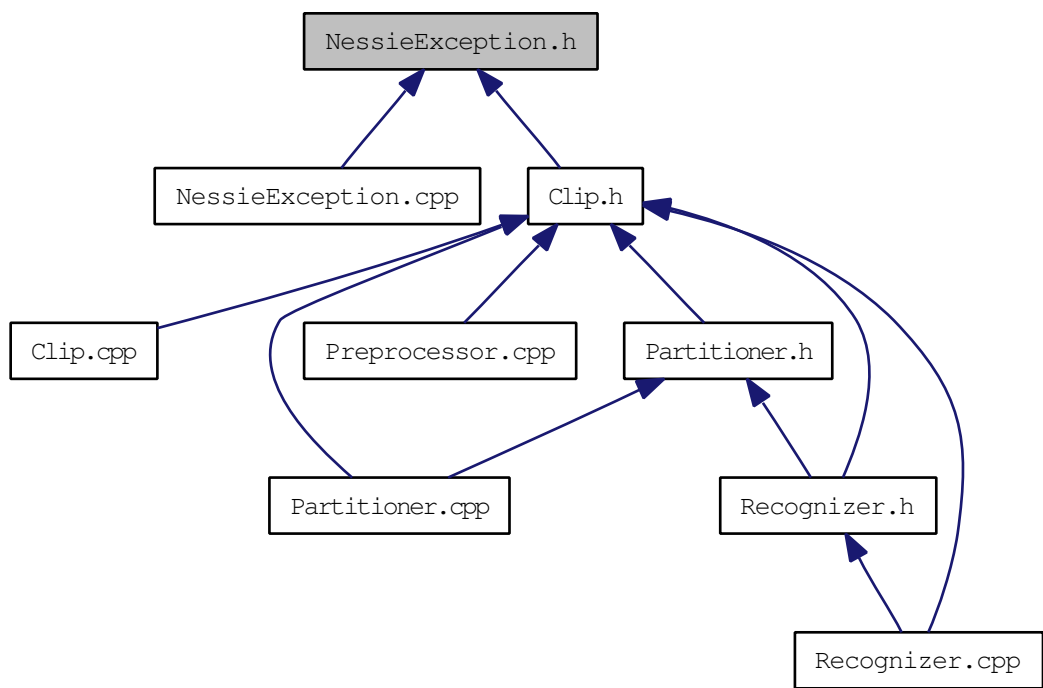 NessieException.h
NessieException.cpp
Clip.h
Clip.cpp
Preprocessor.cpp
Partitioner.h
Partitioner.cpp
Recognizer.h
Recognizer.cpp